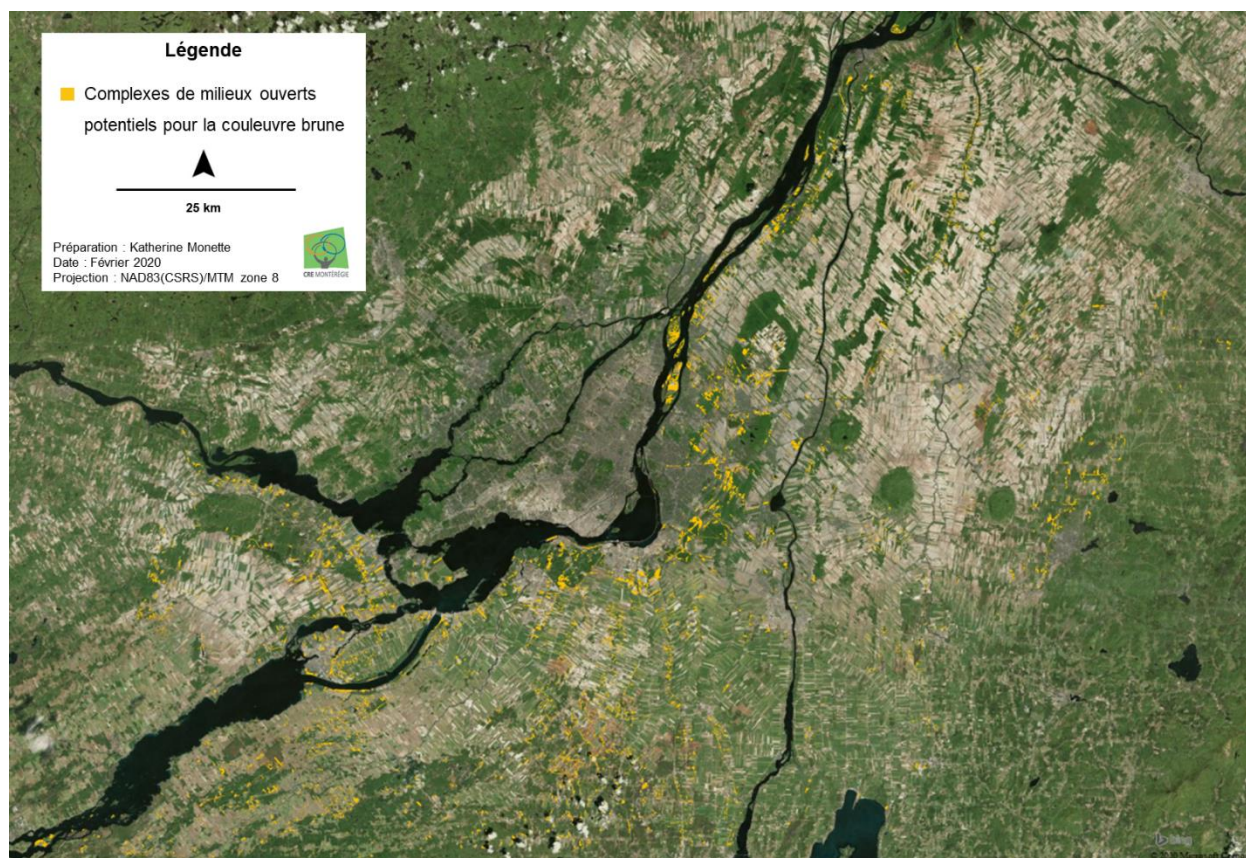 Légende
Complexes de milieux ouverts
potentiels pour la couleuvre brune
25 km
Préparation : Katherine Monette
Date : Février 2020
Projection : NAD83(CSRS)/MTM zone 8
CRE MONTÉRÉGIE
bing